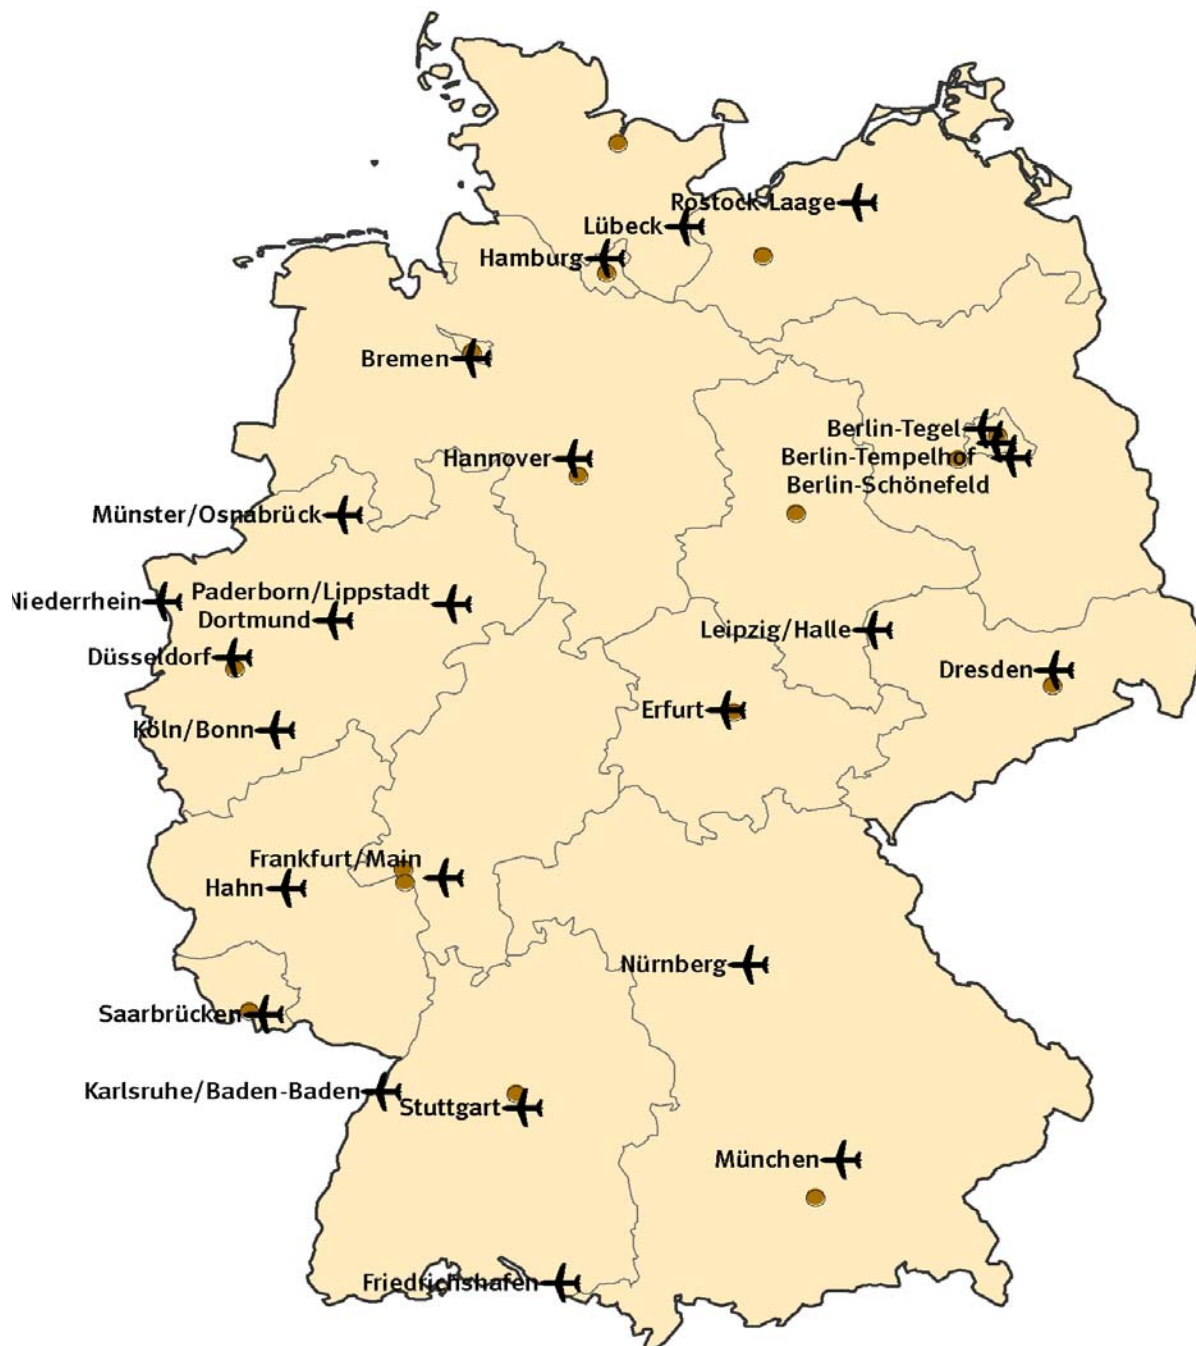 Rostock-Laage
Lübeck
Hamburg
Bremen
Berlin-Tegel
Hannover
Berlin-Tempelhof
Berlin-Schönefeld
Münster/Osnabrück
Paderborn/Lippstadt
Niederrhein
Dortmund
Leipzig/Halle
Düsseldorf
Dresden
Erfurt
Köln/Bonn
Frankfurt/Main
Hahn
Nürnberg
Saarbrücken
Karlsruhe/Baden-Baden
Stuttgart
München
Friedrichshafen